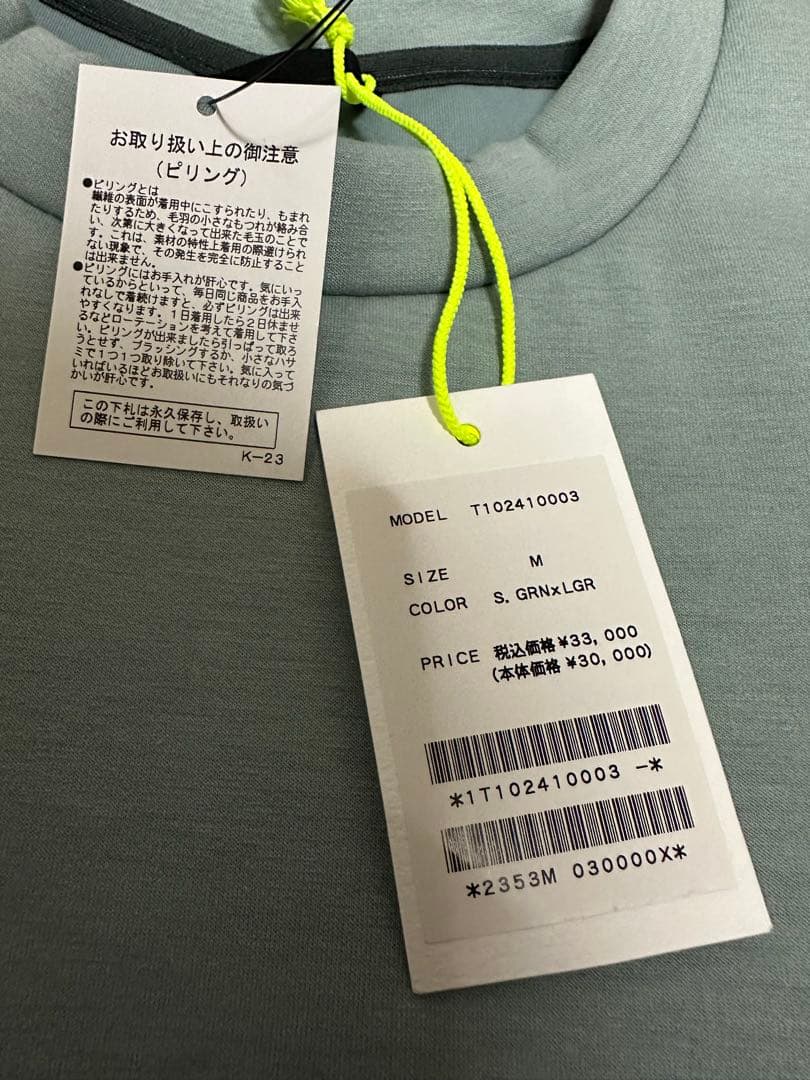 お取り扱い上の御注意
(ピリング)
●ピリングとは
繊維の表面が着用中にこすられたり、もまれ
たりするため、毛羽の小さなもつれが絡み合
い、次第に大きくなって出来た毛玉のことで
す。これは、素材の特性上着用の際避けられ
ない現象で、その発生を完全に防止すること
は出来ません。
●ピリングにはお手入れが肝心です。気にいっ
ているからといって、毎日同じ商品をお手入
れなしで着続けますと、必ずピリングは出来
やすくなります。1日着用したら2日休ませ
るなどローテーションを考えて着用して下さ
い。ピリングが出来ましたら引っぱって取ろ
うとせず、ブラッシングするか、小さなハサ
ミで1つ1つ取り除いて下さい。気に入って
いればいるほどお取扱いにもそれなりの気づ
かいが肝心です。
この下札は永久保存し、取扱い
の際にご利用して下さい。
K-23
MODEL T102410003
SIZE M
COLOR S. GRNxLGR
PRICE 税込価格 ¥33,000
(本体価格 ¥30,000)
*1T102410003 -*
*2353M 030000X*